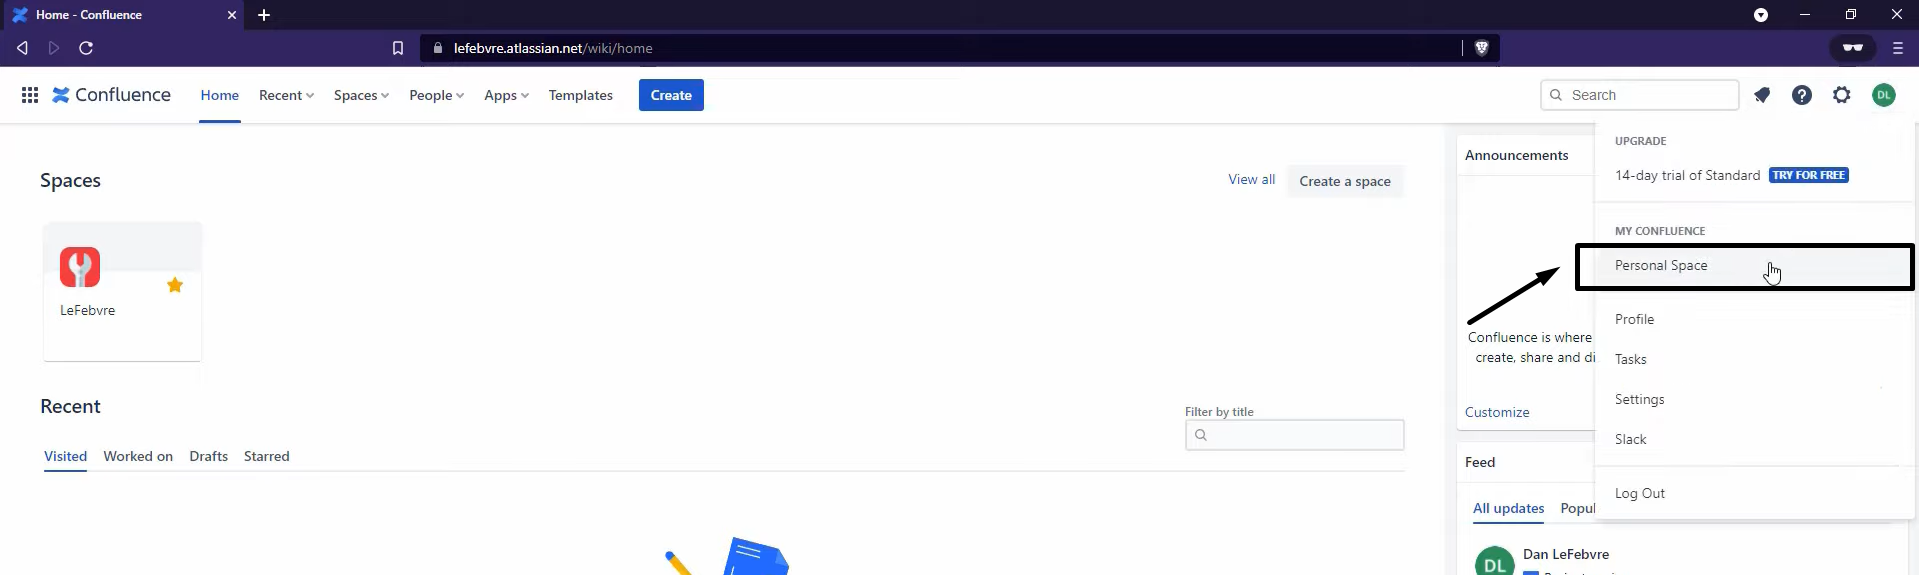 Home - Confluence
lefebvre.atlassian.net/wiki/home
Confluence
Home
Recent
Spaces
People
Apps
Templates
Create
Search
DL
Spaces
View all
Create a space
LeFebvre
Recent
Filter by title
Visited
Worked on
Drafts
Starred
Announcements
Confluence is where
create, share and di
Customize
Feed
All updates
Popul
DL
Dan LeFebvre
UPGRADE
14-day trial of Standard TRY FOR FREE
MY CONFLUENCE
Personal Space
Profile
Tasks
Settings
Slack
Log Out